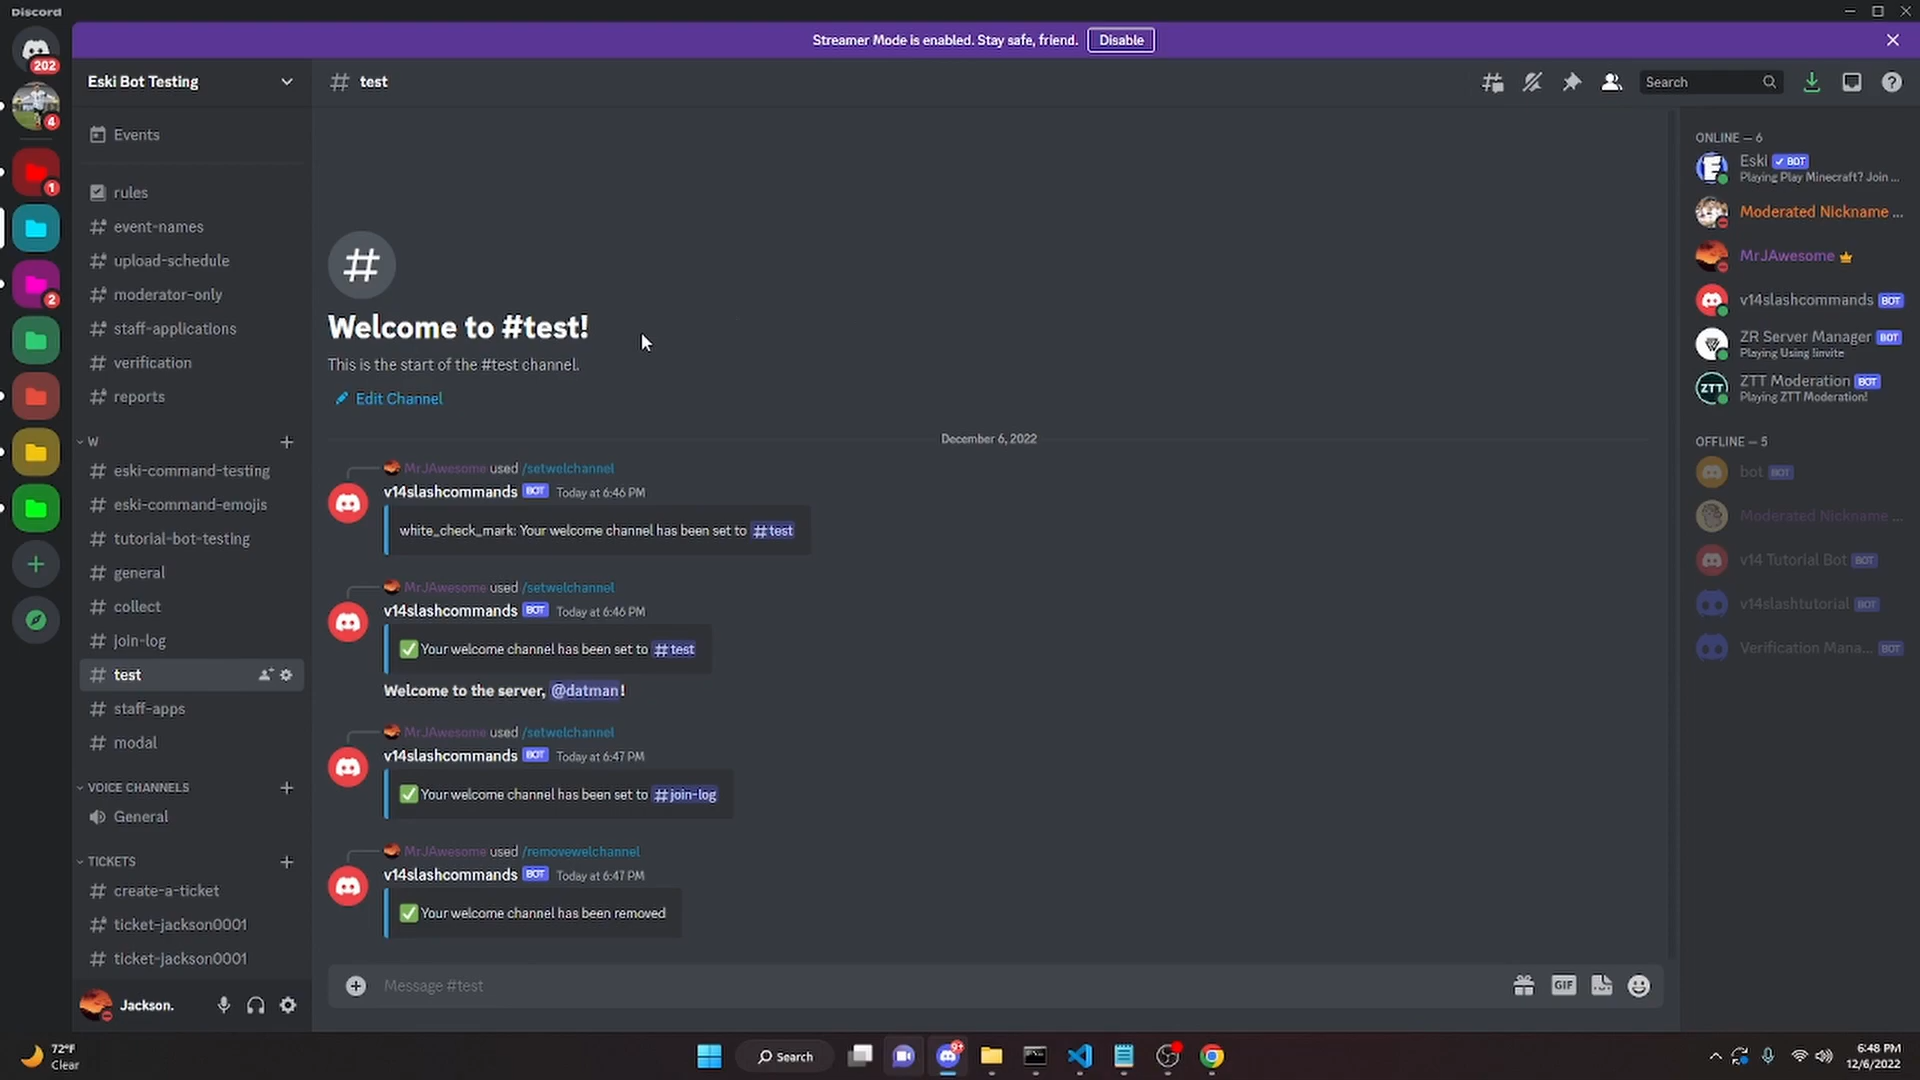 Discord
Streamer Mode is enabled. Stay safe, friend. Disable
202
4
1
2
Eski Bot Testing
Events
rules
event-names
upload-schedule
moderator-only
staff-applications
verification
reports
W
eski-command-testing
eski-command-emojis
tutorial-bot-testing
general
collect
join-log
test
staff-apps
modal
VOICE CHANNELS
General
TICKETS
create-a-ticket
ticket-jackson0001
ticket-jackson0001
Jackson.
# test
Search
Welcome to #test!
This is the start of the #test channel.
Edit Channel
December 6, 2022
MrJAwesome used /setwelchannel
v14slashcommands BOT Today at 6:46 PM
white_check_mark: Your welcome channel has been set to #test
MrJAwesome used /setwelchannel
v14slashcommands BOT Today at 6:46 PM
✅ Your welcome channel has been set to #test
Welcome to the server, @datman!
MrJAwesome used /setwelchannel
v14slashcommands BOT Today at 6:47 PM
✅ Your welcome channel has been set to #join-log
MrJAwesome used /removewelchannel
v14slashcommands BOT Today at 6:47 PM
✅ Your welcome channel has been removed
Message #test
GIF
ONLINE — 6
Eski ✓ BOT
Playing Play Minecraft? Join ...
Moderated Nickname ...
MrJAwesome
v14slashcommands BOT
ZR Server Manager BOT
Playing Using !invite
ZTT
ZTT Moderation BOT
Playing ZTT Moderation!
OFFLINE — 5
bot BOT
Moderated Nickname ...
v14 Tutorial Bot BOT
v14slashtutorial BOT
Verification Mana... BOT
72°F
Clear
Search
9+
6:48 PM
12/6/2022